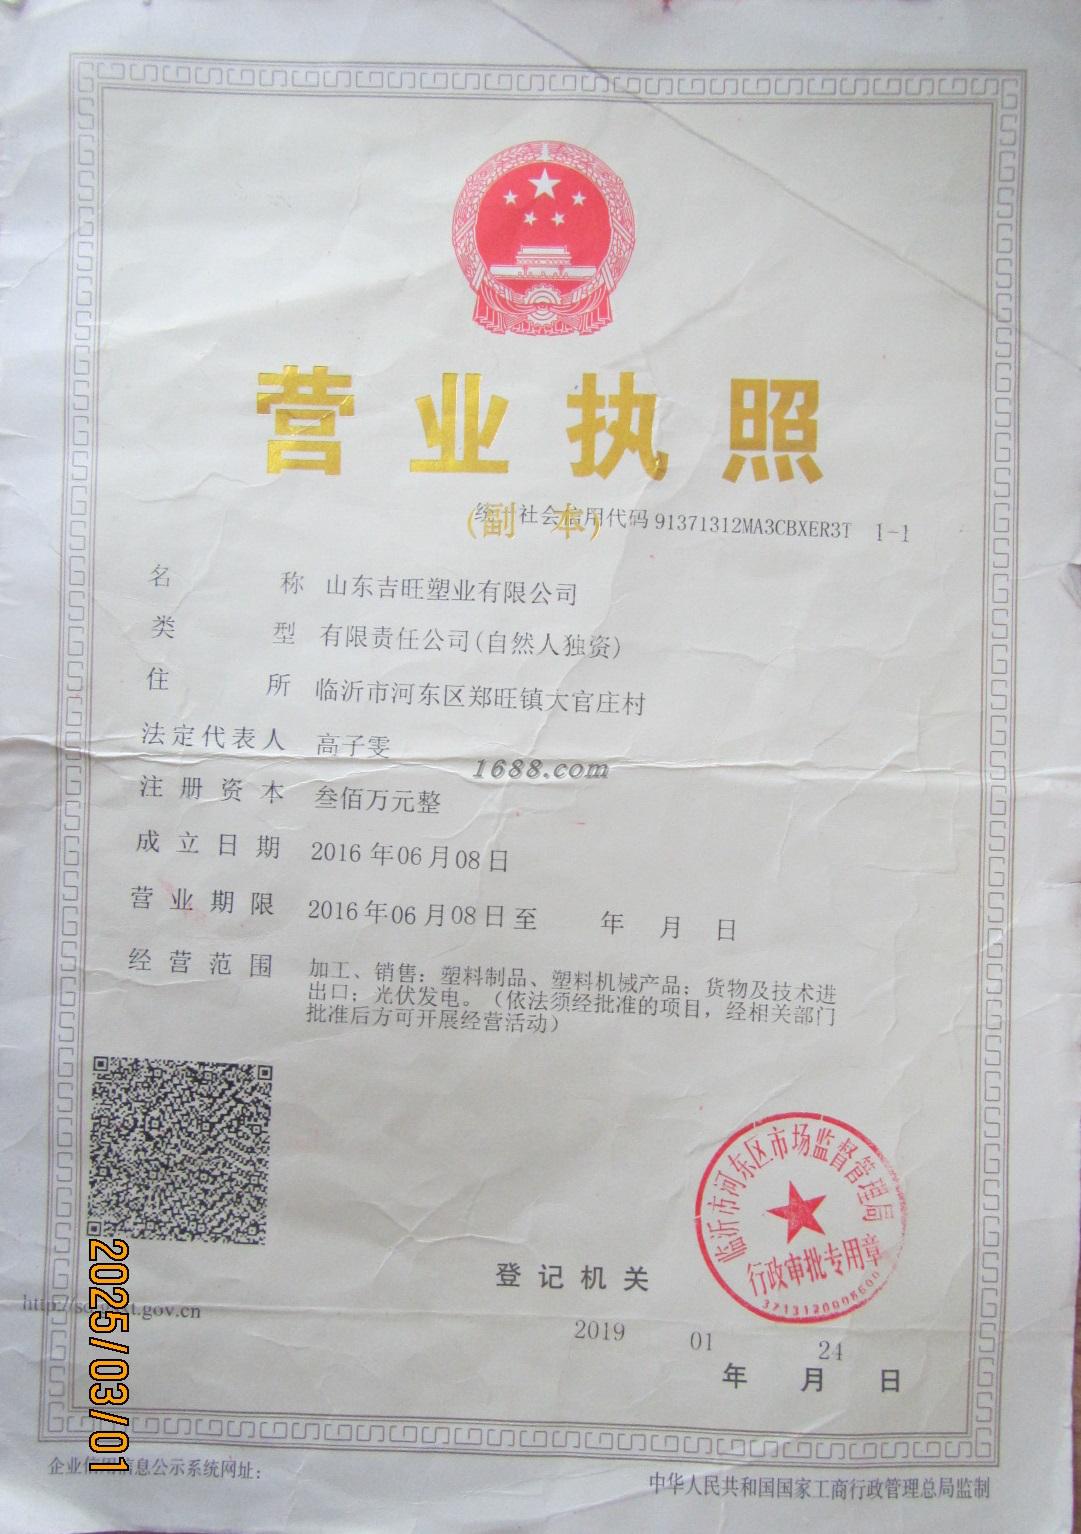 营业执照
(副 本)
统一社会信用代码 91371312MA3CBXER3T 1-1
名 称 山东吉旺塑业有限公司
类 型 有限责任公司(自然人独资)
住 所 临沂市河东区郑旺镇大官庄村
法定代表人 高子雯
1688.com
注册资本 叁佰万元整
成立日期 2016年06月08日
营业期限 2016年06月08日至 年 月 日
经营范围 加工、销售：塑料制品、塑料机械产品；货物及技术进
出口；光伏发电。（依法须经批准的项目，经相关部门
批准后方可开展经营活动）
临沂市河东区市场监督管理局
行政审批专用章
登记机关
2019 01 24
年 月 日
2025/03/01
企业信用信息公示系统网址：
中华人民共和国国家工商行政管理总局监制